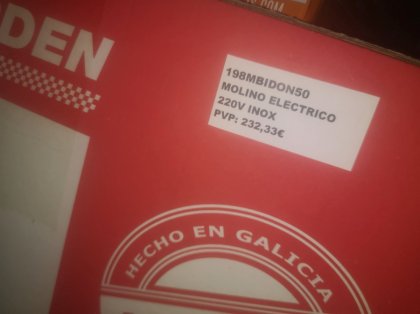 DEN
198MBIDON50
MOLINO ELECTRICO
220V INOX
PVP: 232,33€
HECHO EN GALICIA